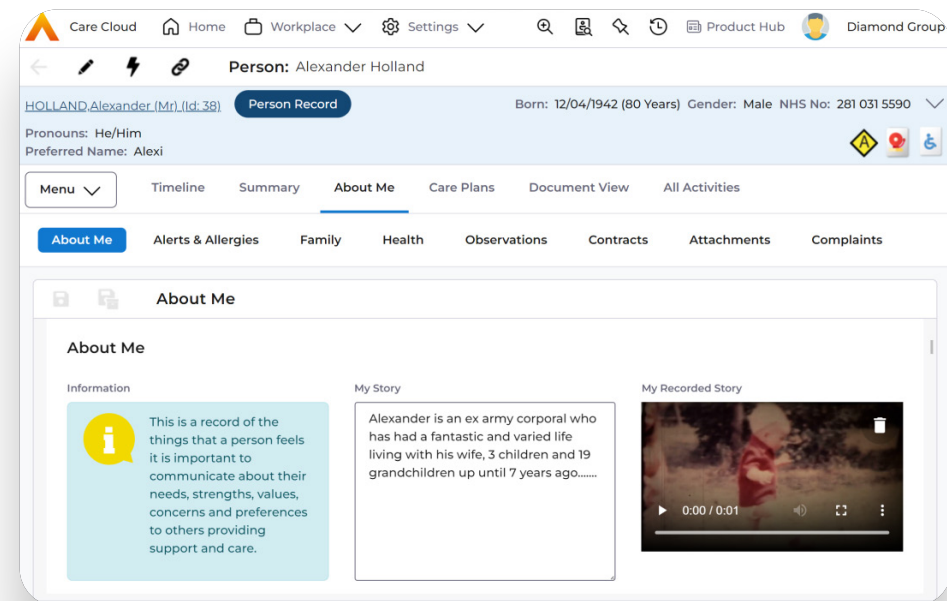 Care Cloud Home Workplace Settings Product Hub Diamond Group
Person: Alexander Holland
HOLLAND,Alexander (Mr) (Id: 38) Person Record Born: 12/04/1942 (80 Years) Gender: Male NHS No: 281 031 5590
Pronouns: He/Him
Preferred Name: Alexi
A
Menu Timeline Summary About Me Care Plans Document View All Activities
About Me Alerts & Allergies Family Health Observations Contracts Attachments Complaints
About Me
About Me
Information
This is a record of the
things that a person feels
it is important to
communicate about their
needs, strengths, values,
concerns and preferences
to others providing
support and care.
My Story
Alexander is an ex army corporal who
has had a fantastic and varied life
living with his wife, 3 children and 19
grandchildren up until 7 years ago.......
My Recorded Story
0:00 / 0:01